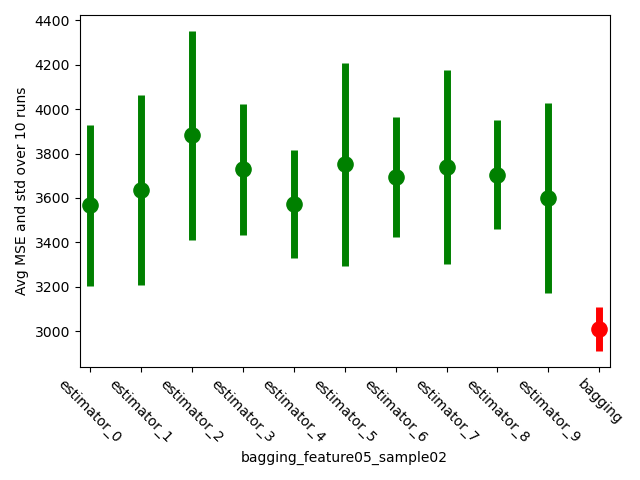 Avg MSE and std over 10 runs
4400
4200
4000
3800
3600
3400
3200
3000
estimator_0
estimator_1
estimator_2
estimator_3
estimator_4
estimator_5
estimator_6
estimator_7
estimator_8
estimator_9
bagging
bagging_feature05_sample02